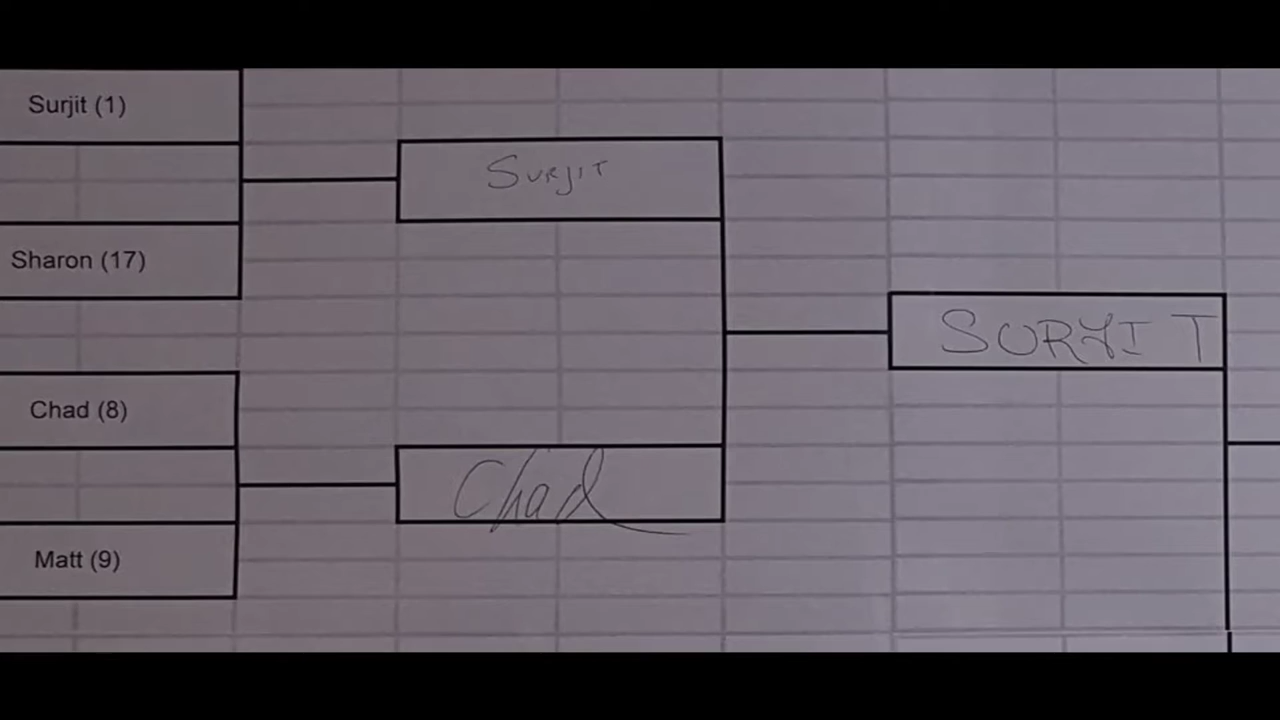 Surjit (1)
Surjit
Sharon (17)
SURJIT
Chad (8)
Chad
Matt (9)